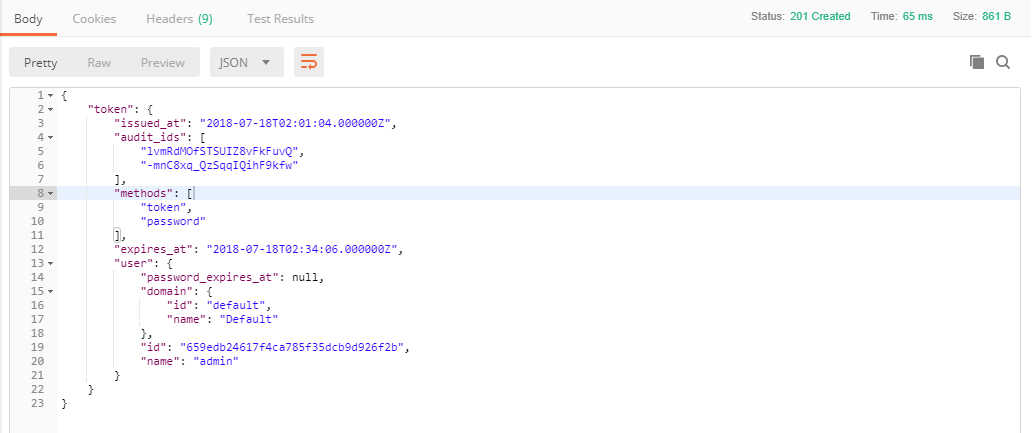 Body Cookies Headers (9) Test Results Status: 201 Created Time: 65 ms Size: 861 B
Pretty Raw Preview JSON
1 {
2 "token": {
3 "issued_at": "2018-07-18T02:01:04.000000Z",
4 "audit_ids": [
5 "lvmRdMOfSTSUIZ8vFkFuvQ",
6 "-mnC8xq_QzSqqIQihF9kfw"
7 ],
8 "methods": [
9 "token",
10 "password"
11 ],
12 "expires_at": "2018-07-18T02:34:06.000000Z",
13 "user": {
14 "password_expires_at": null,
15 "domain": {
16 "id": "default",
17 "name": "Default"
18 },
19 "id": "659edb24617f4ca785f35dcb9d926f2b",
20 "name": "admin"
21 }
22 }
23 }